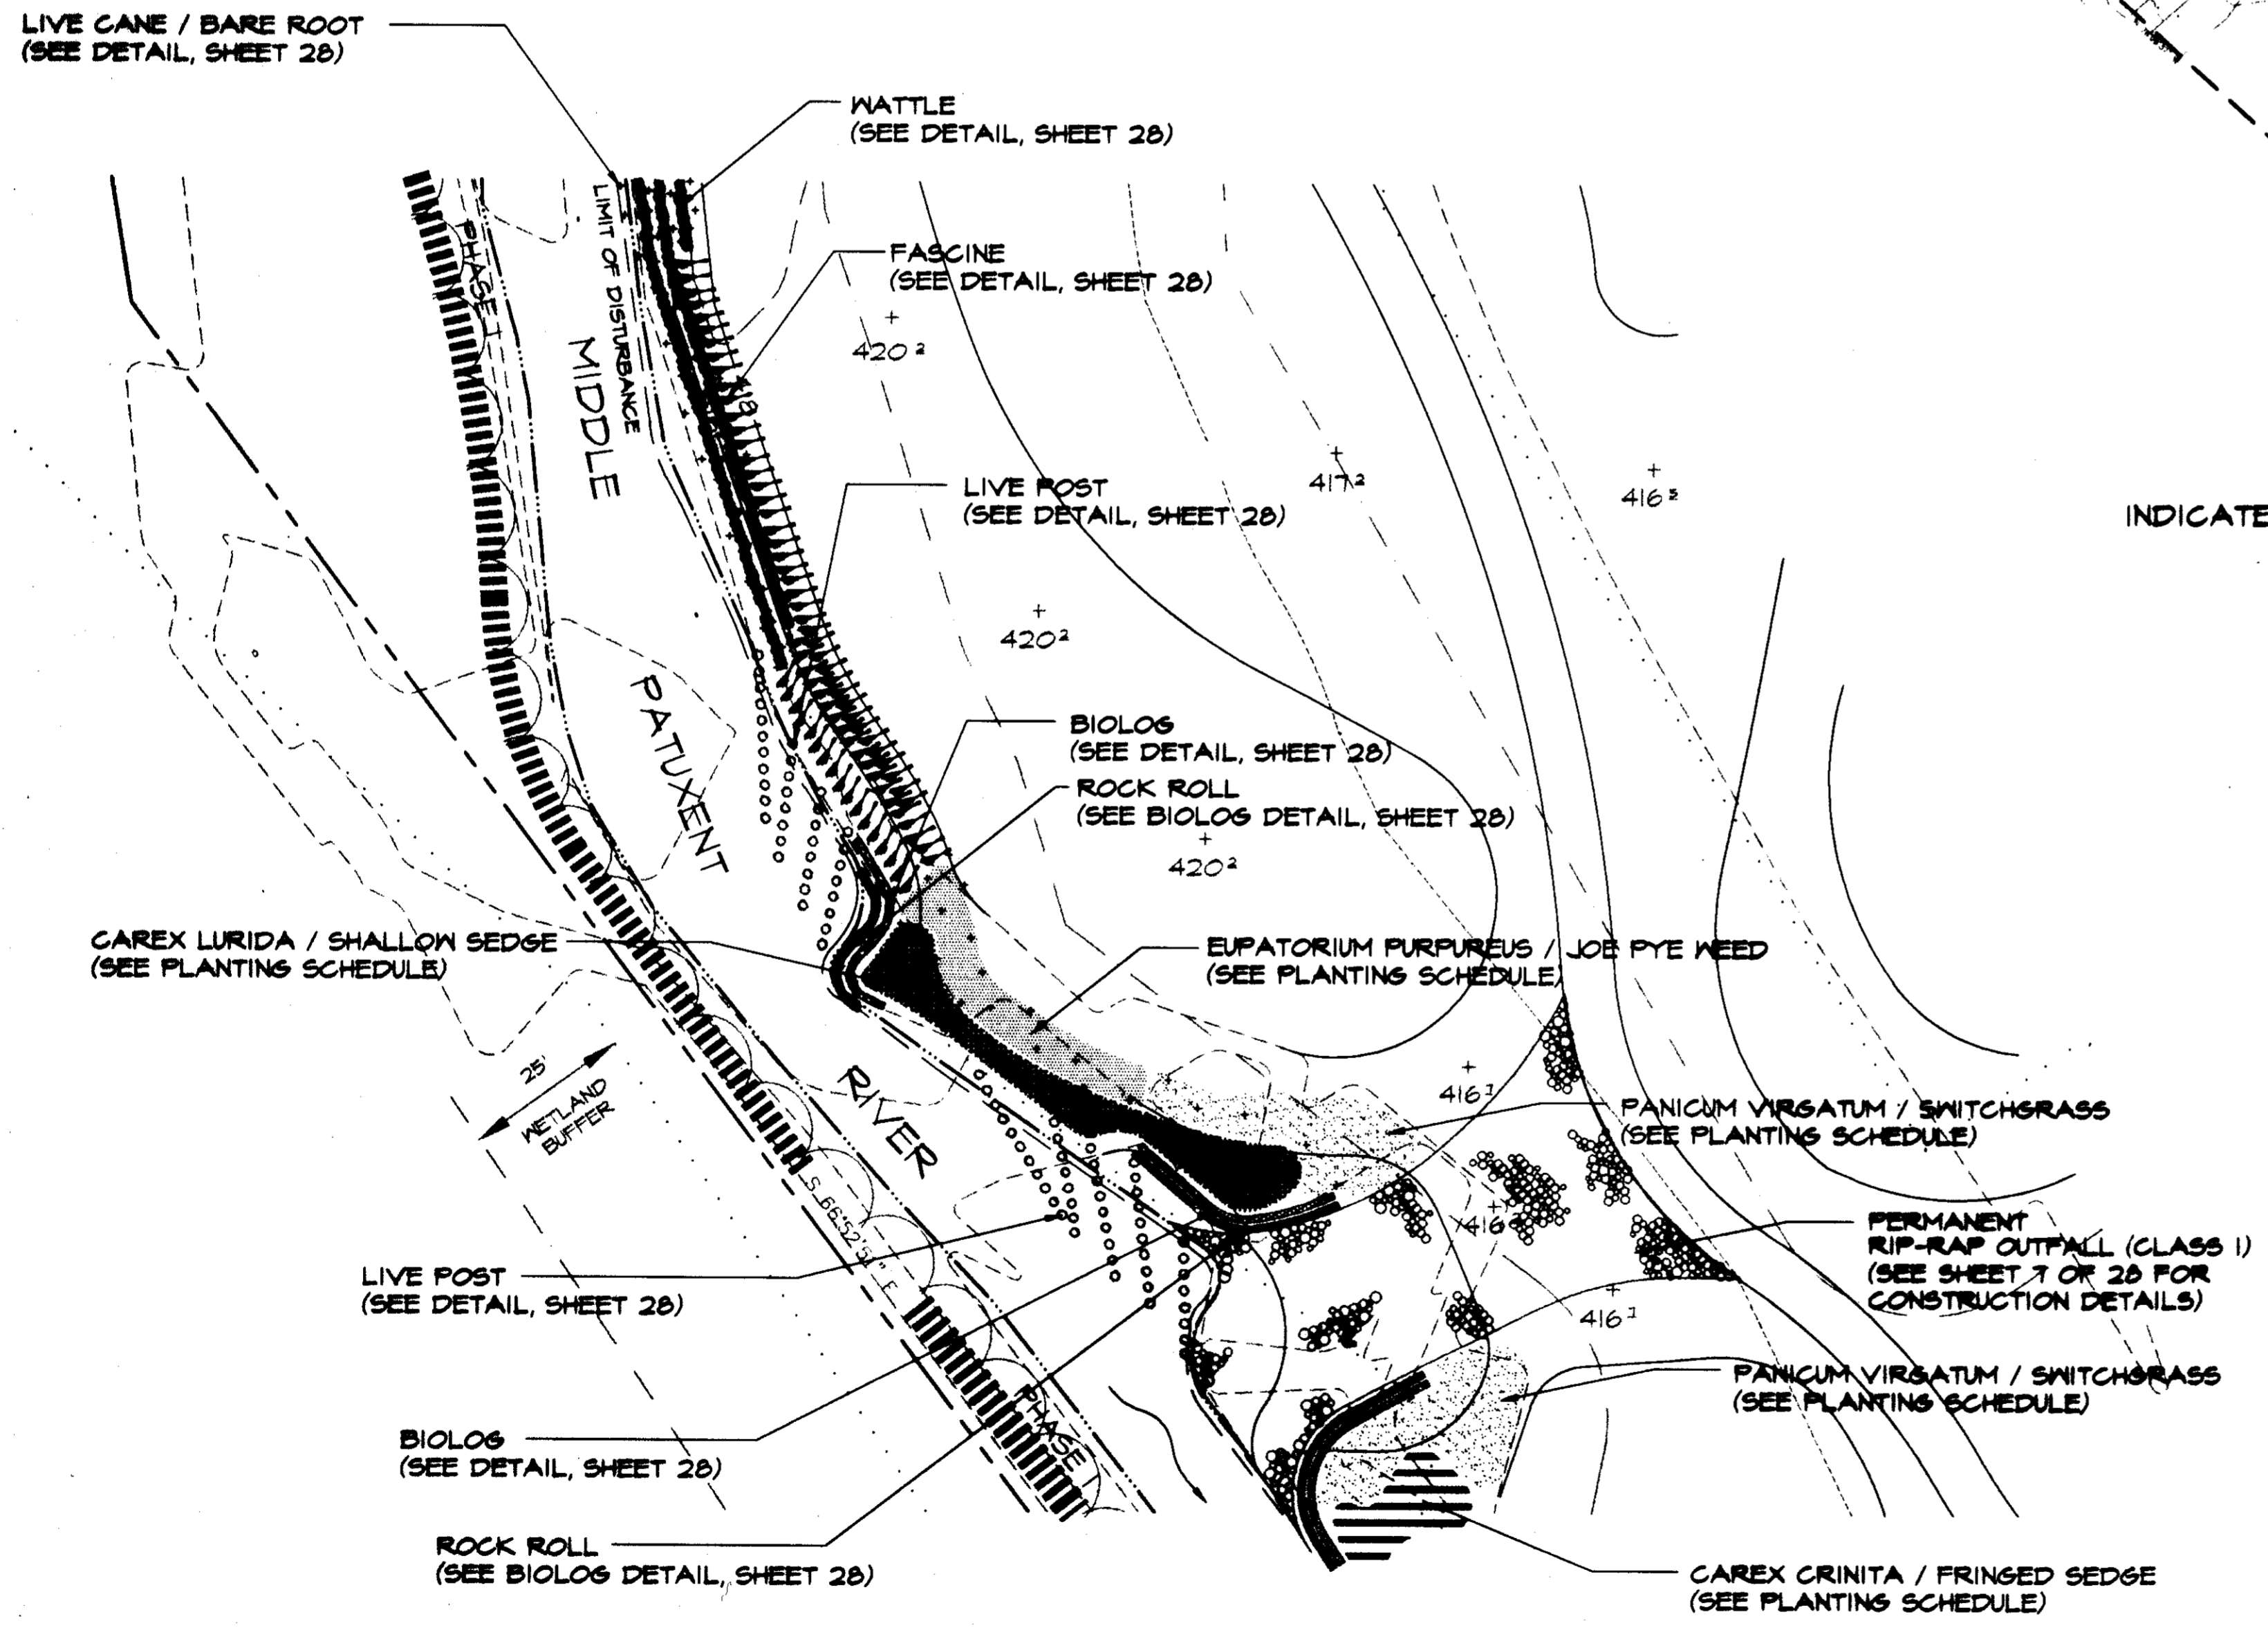 LIVE CANE / BARE ROOT
(SEE DETAIL, SHEET 28)
WATTLE
(SEE DETAIL, SHEET 28)
FASCINE
(SEE DETAIL, SHEET 28)
PHASE I
LIMIT OF DISTURBANCE
MIDDLE
420²
418
LIVE POST
(SEE DETAIL, SHEET 28)
417²
416⁵
INDICATE
420²
PATUXENT
BIOLOG
(SEE DETAIL, SHEET 28)
ROCK ROLL
(SEE BIOLOG DETAIL, SHEET 28)
420²
CAREX LURIDA / SHALLOW SEDGE
(SEE PLANTING SCHEDULE)
EUPATORIUM PURPUREUS / JOE PYE WEED
(SEE PLANTING SCHEDULE)
25'
WETLAND
BUFFER
RIVER
416¹
PANICUM VIRGATUM / SWITCHGRASS
(SEE PLANTING SCHEDULE)
416
PERMANENT
RIP-RAP OUTFALL (CLASS I)
(SEE SHEET 7 OF 28 FOR
CONSTRUCTION DETAILS)
LIVE POST
(SEE DETAIL, SHEET 28)
416¹
PANICUM VIRGATUM / SWITCHGRASS
(SEE PLANTING SCHEDULE)
PHASE
BIOLOG
(SEE DETAIL, SHEET 28)
ROCK ROLL
(SEE BIOLOG DETAIL, SHEET 28)
CAREX CRINITA / FRINGED SEDGE
(SEE PLANTING SCHEDULE)